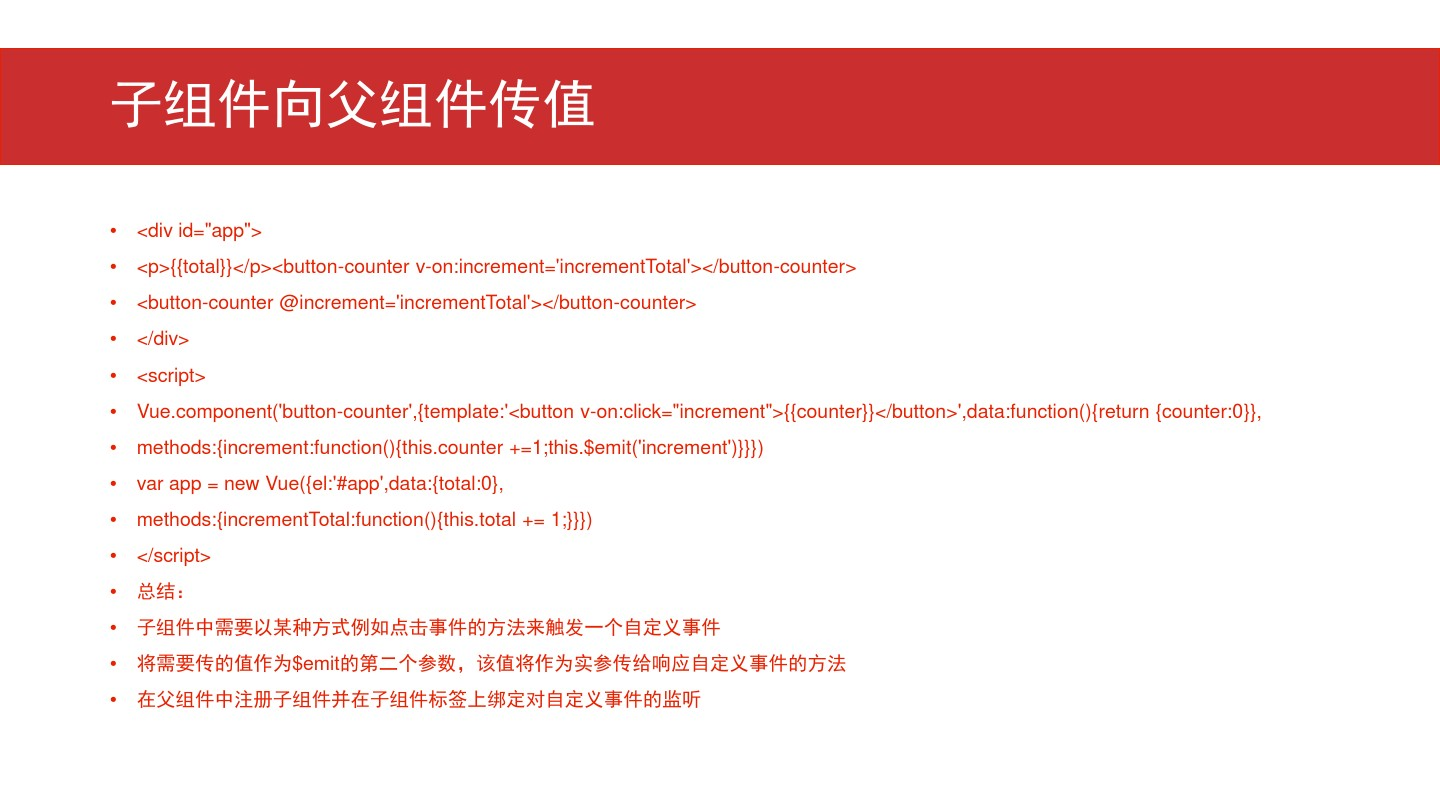 子组件向父组件传值
• <div id="app">
• <p>{{total}}</p><button-counter v-on:increment='incrementTotal'></button-counter>
• <button-counter @increment='incrementTotal'></button-counter>
• </div>
• <script>
• Vue.component('button-counter',{template:'<button v-on:click="increment">{{counter}}</button>',data:function(){return {counter:0}},
• methods:{increment:function(){this.counter +=1;this.$emit('increment')}}})
• var app = new Vue({el:'#app',data:{total:0},
• methods:{incrementTotal:function(){this.total += 1;}}})
• </script>
• 总结：
• 子组件中需要以某种方式例如点击事件的方法来触发一个自定义事件
• 将需要传的值作为$emit的第二个参数，该值将作为实参传给响应自定义事件的方法
• 在父组件中注册子组件并在子组件标签上绑定对自定义事件的监听